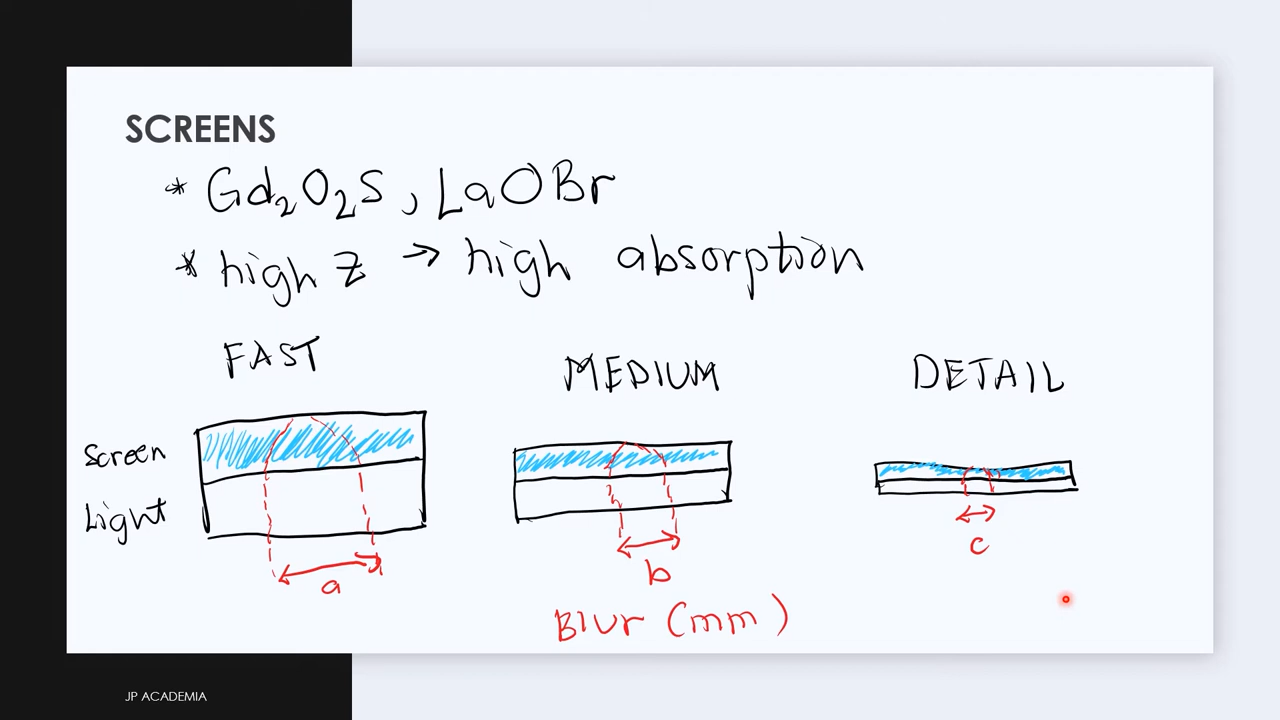 SCREENS
* Gd₂O₂S, LaOBr
* high Z → high absorption
FAST MEDIUM DETAIL
Screen
Light
a b c
Blur (mm)
JP ACADEMIA